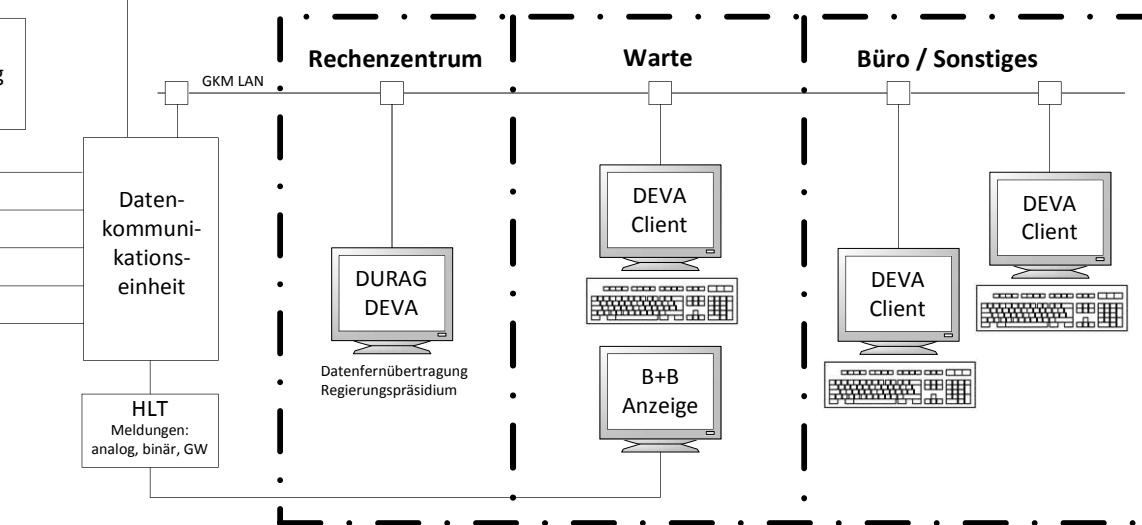 Rechenzentrum
Warte
Büro / Sonstiges
g
GKM LAN
Daten-
kommuni-
kations-
einheit
DURAG
DEVA
Datenfernübertragung
Regierungspräsidium
DEVA
Client
B+B
Anzeige
DEVA
Client
DEVA
Client
HLT
Meldungen:
analog, binär, GW